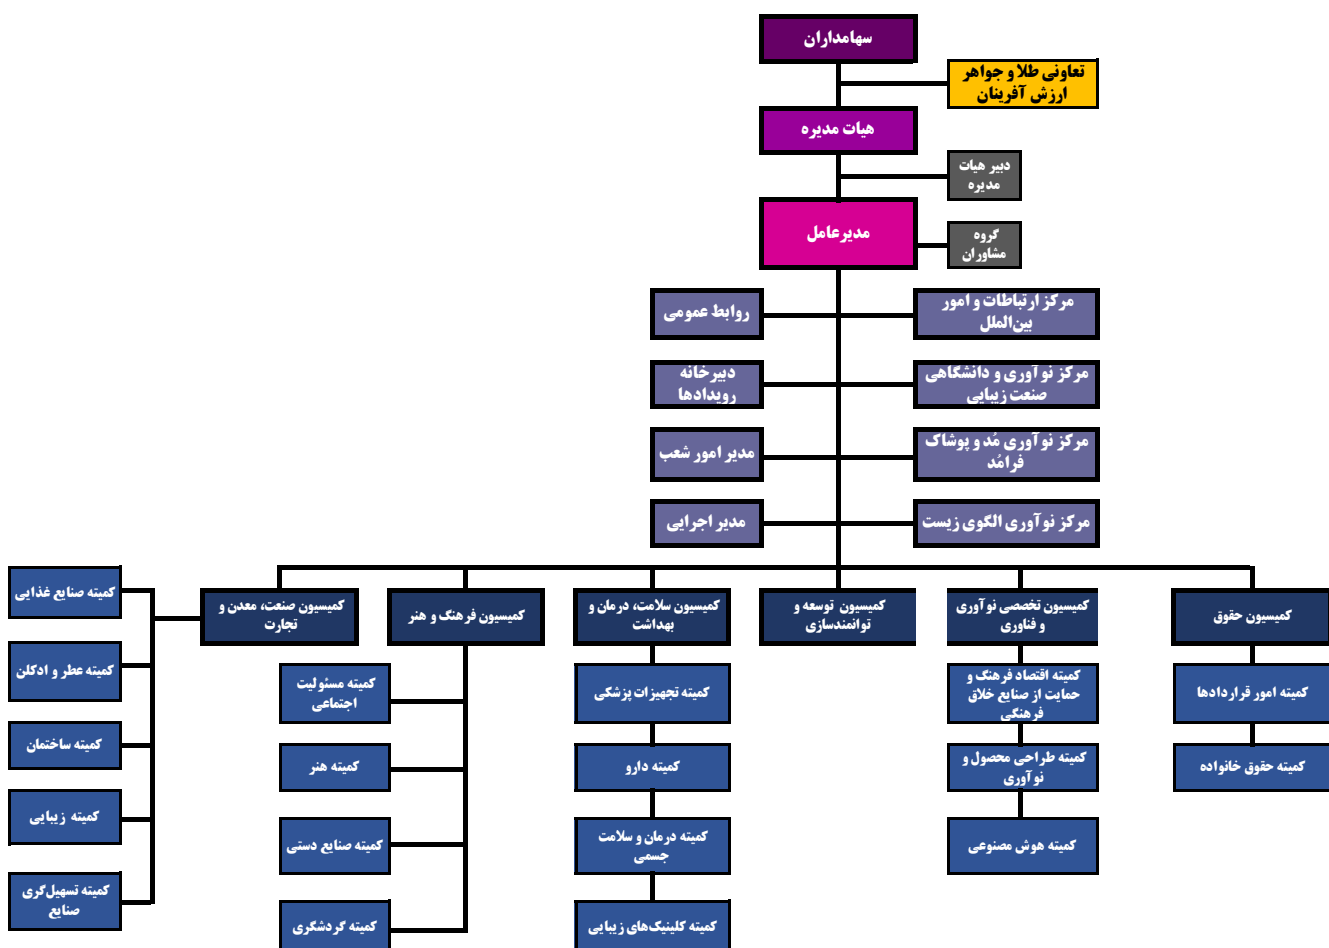 سهامداران
تعاونی طلا و جواهر
ارزش آفرینان
هیات مدیره
دبیر هیات
مدیره
مدیرعامل
گروه
مشاوران
مرکز ارتباطات و امور
بین‌الملل
روابط عمومی
مرکز نوآوری و دانشگاهی
صنعت زیبایی
دبیرخانه
رویدادها
مرکز نوآوری مُد و پوشاک
فرامُد
مدیر امور شعب
مرکز نوآوری الگوی زیست
مدیر اجرایی
کمیسیون حقوق
کمیته امور قراردادها
کمیته حقوق خانواده
کمیسیون تخصصی نوآوری
و فناوری
کمیته اقتصاد فرهنگ و
حمایت از صنایع خلاق
فرهنگی
کمیته طراحی محصول و
نوآوری
کمیته هوش مصنوعی
کمیسیون توسعه و
توانمندسازی
کمیسیون سلامت، درمان و
بهداشت
کمیته تجهیزات پزشکی
کمیته دارو
کمیته درمان و سلامت
جسمی
کمیته کلینیک‌های زیبایی
کمیسیون فرهنگ و هنر
کمیته مسئولیت
اجتماعی
کمیته هنر
کمیته صنایع دستی
کمیته گردشگری
کمیسیون صنعت، معدن و
تجارت
کمیته صنایع غذایی
کمیته عطر و ادکلن
کمیته ساختمان
کمیته زیبایی
کمیته تسهیل‌گری
صنایع